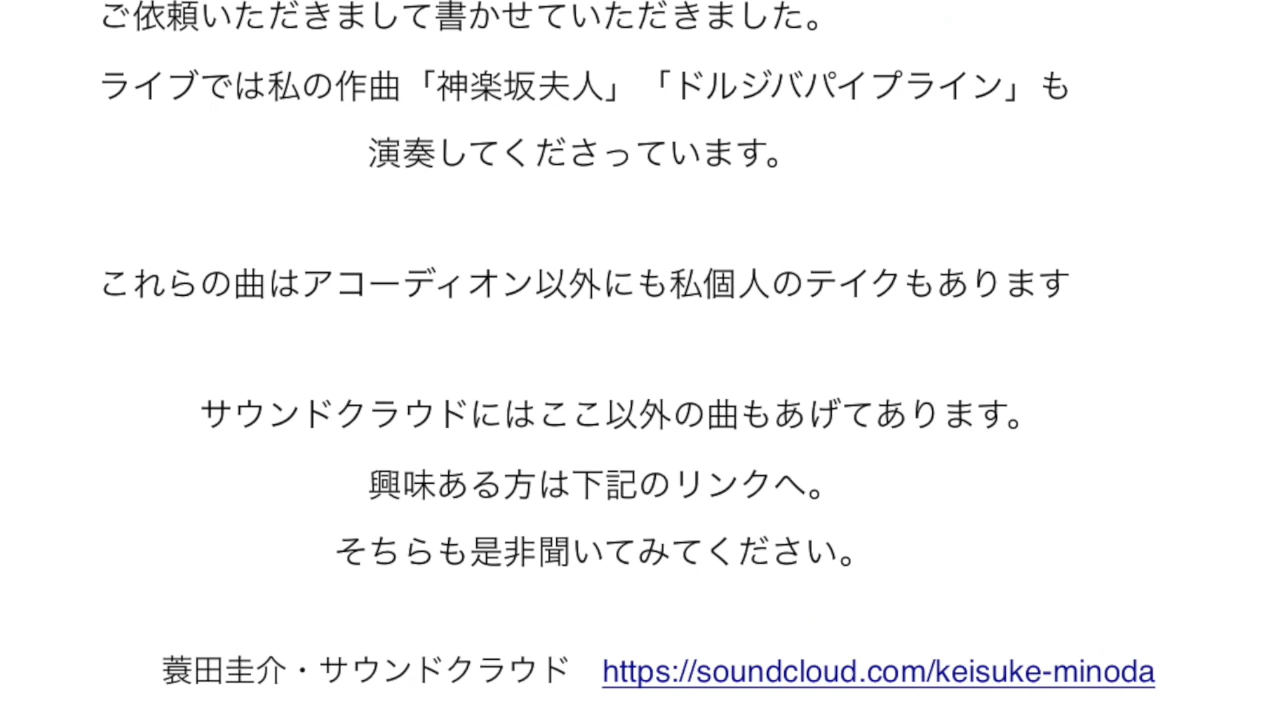 ご依頼いただきまして書かせていただきました。
ライブでは私の作曲「神楽坂夫人」「ドルジバパイプライン」も
演奏してくださっています。
これらの曲はアコーディオン以外にも私個人のテイクもあります
サウンドクラウドにはここ以外の曲もあげてあります。
興味ある方は下記のリンクへ。
そちらも是非聞いてみてください。
蓑田圭介・サウンドクラウド　https://soundcloud.com/keisuke-minoda